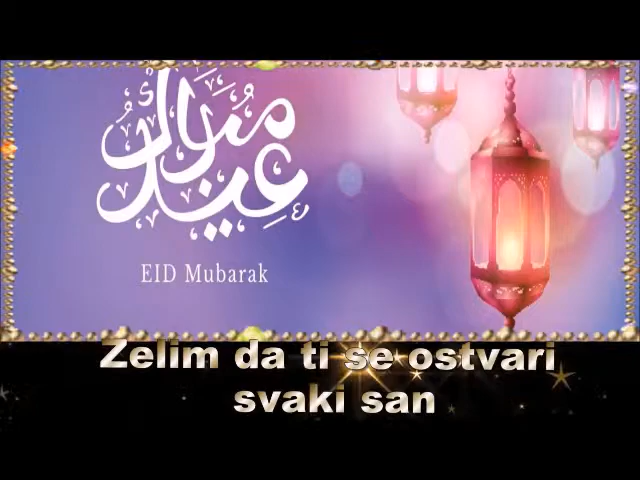 عيد مبارك
EID Mubarak
Zelim da ti se ostvari
svaki san